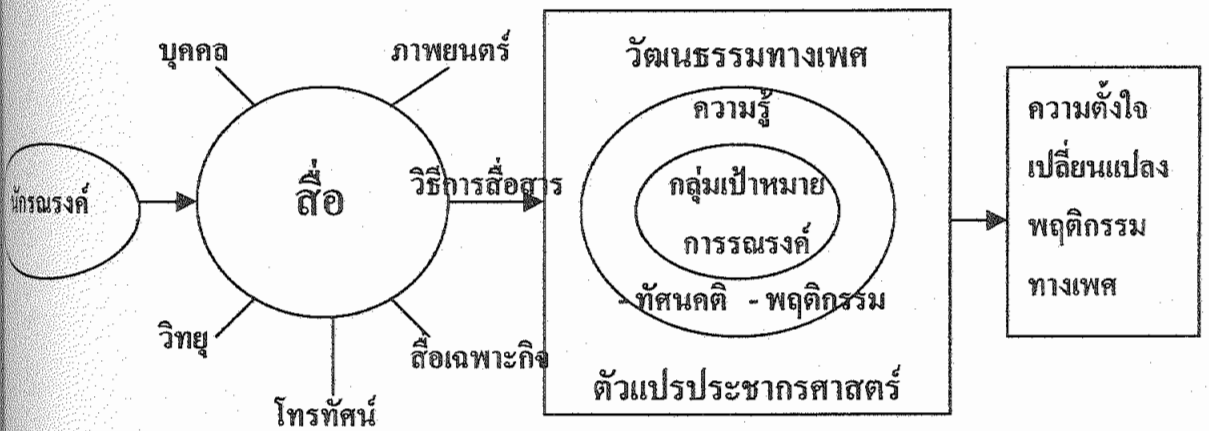 นักรณรงค์
บุคคล
ภาพยนตร์
สื่อ
วิทยุ
โทรทัศน์
สื่อเฉพาะกิจ
วิธีการสื่อสาร
วัฒนธรรมทางเพศ
ความรู้
กลุ่มเป้าหมาย
การรณรงค์
- ทัศนคติ - พฤติกรรม
ตัวแปรประชากรศาสตร์
ความตั้งใจ
เปลี่ยนแปลง
พฤติกรรม
ทางเพศ